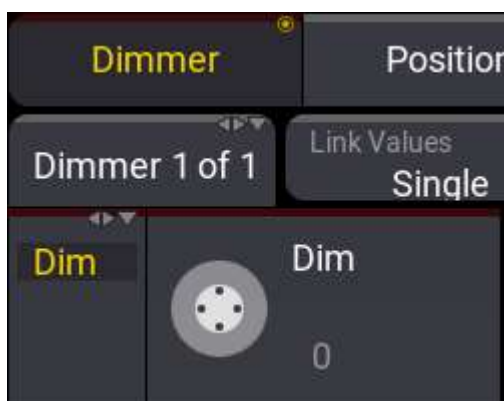 Dimmer
Position
Dimmer 1 of 1
Link Values
Single
Dim
Dim
0